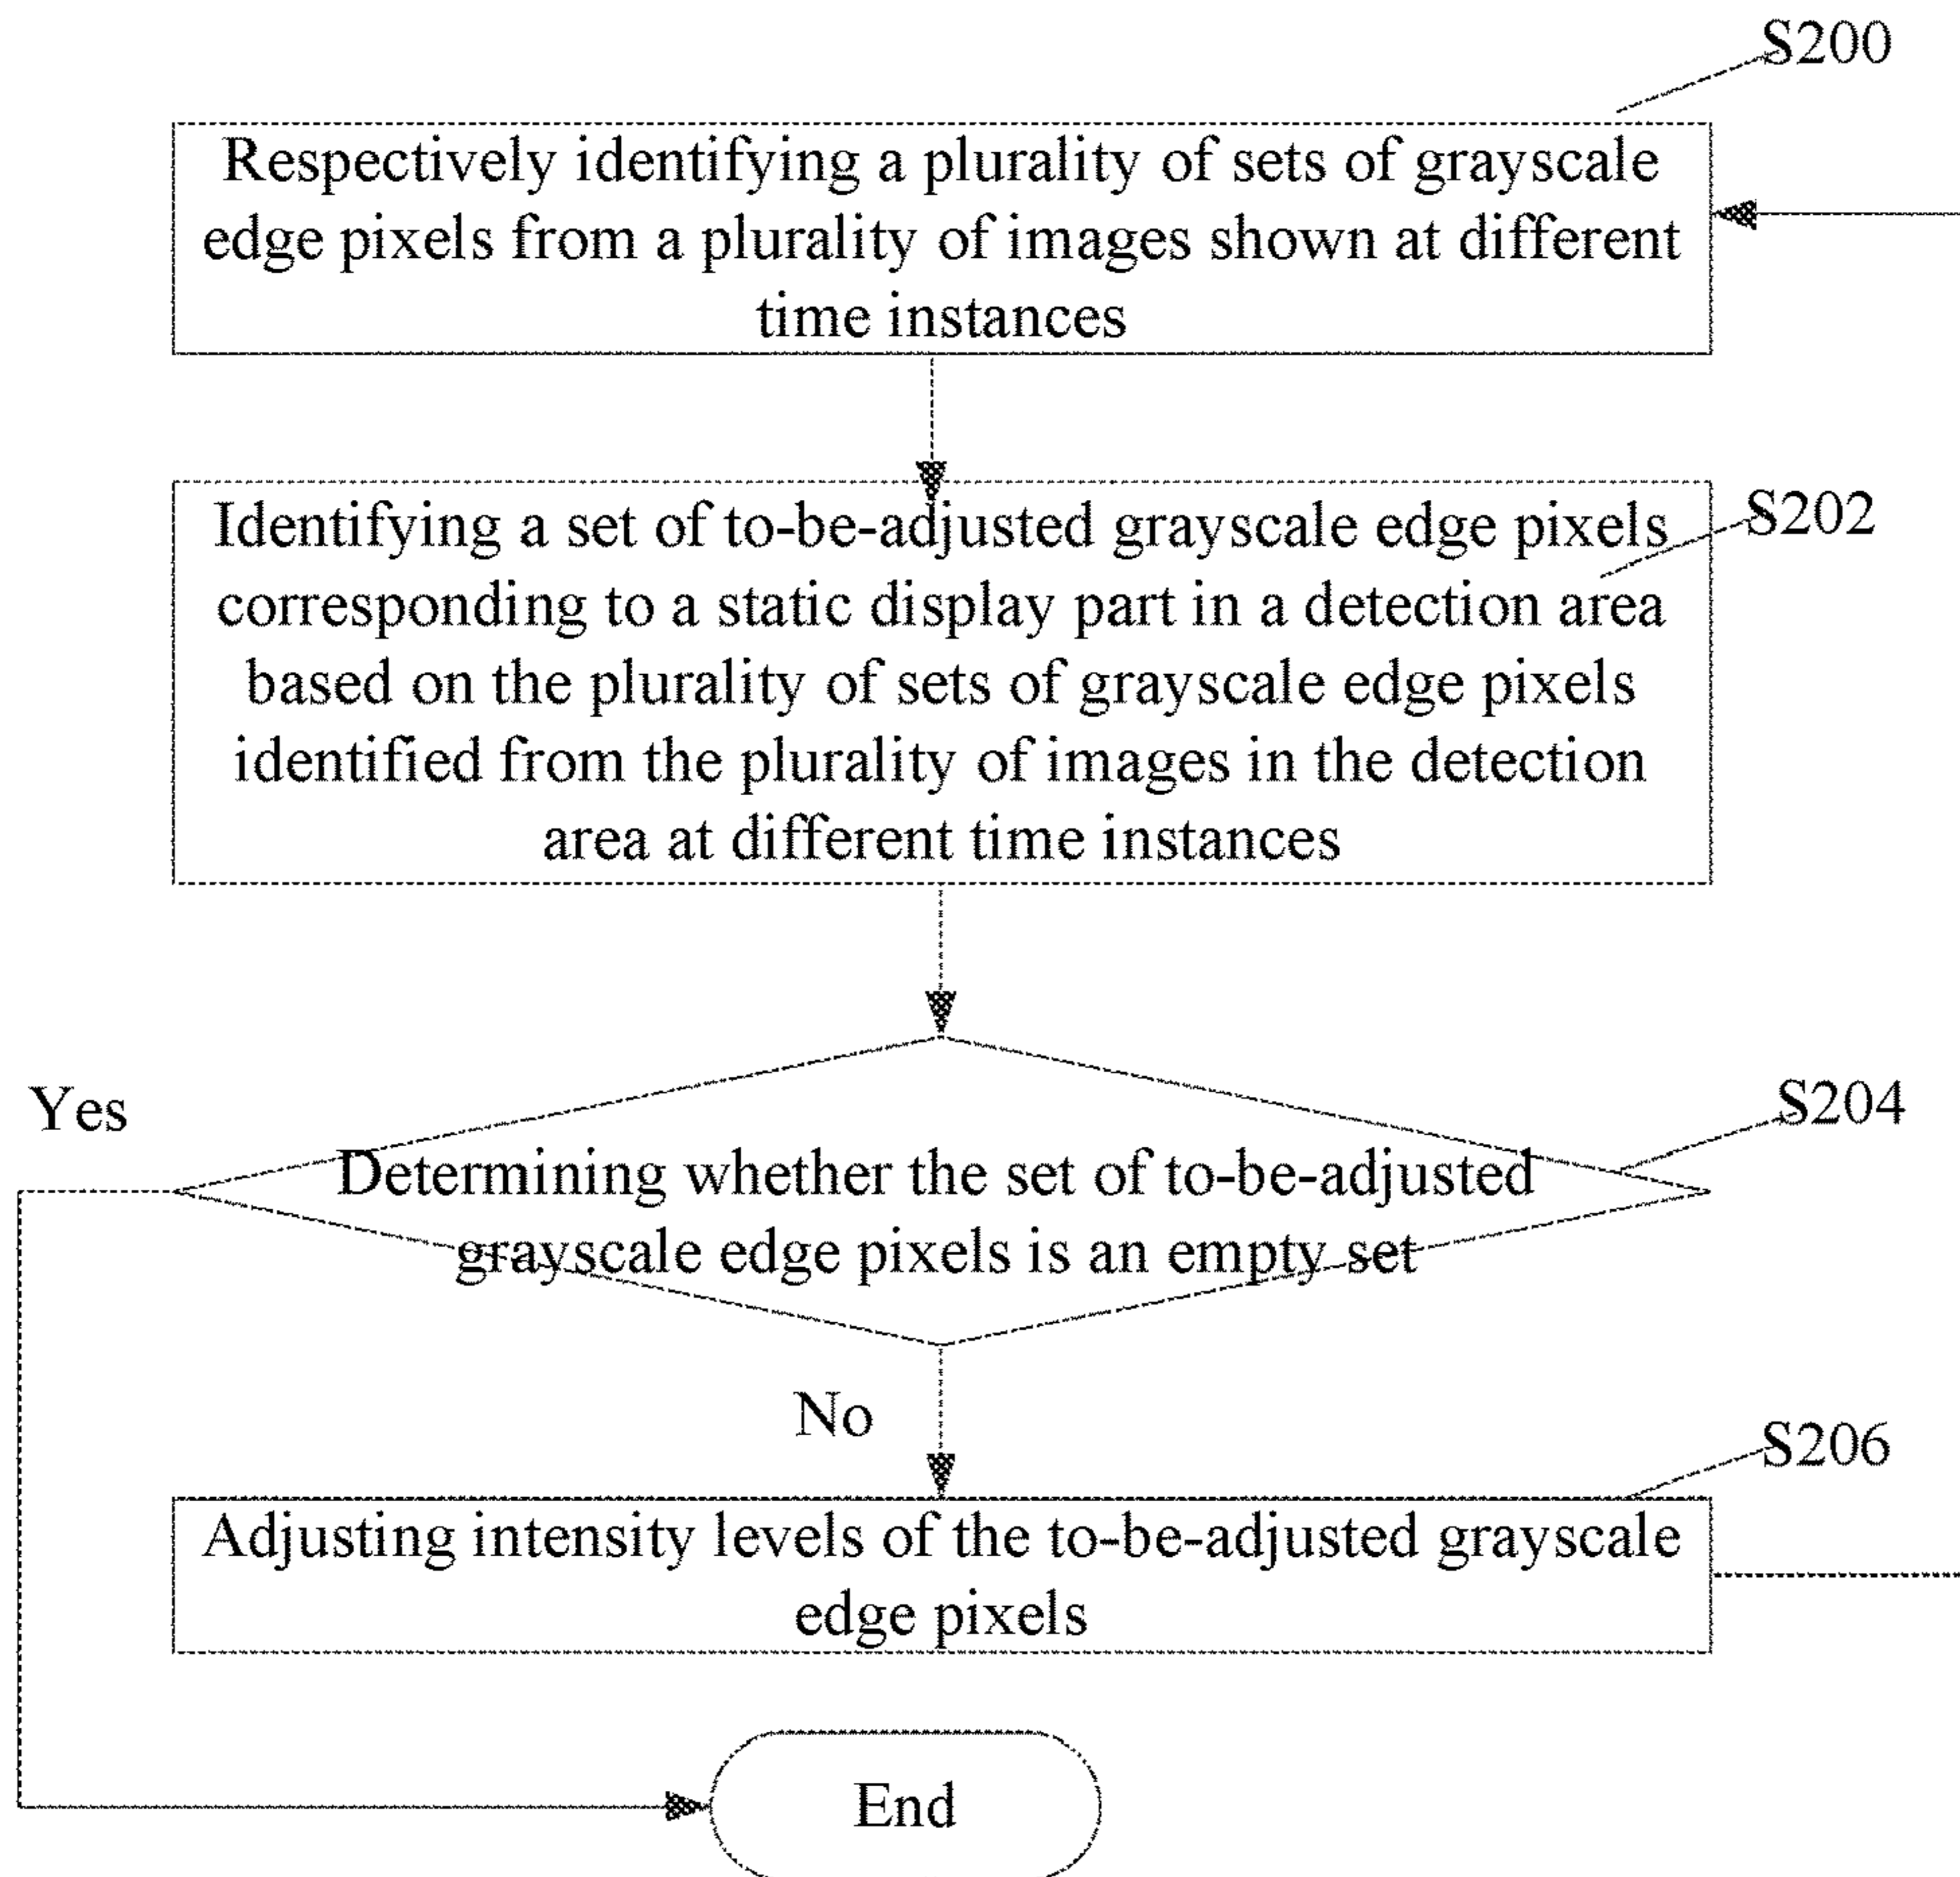 S200
Respectively identifying a plurality of sets of grayscale
edge pixels from a plurality of images shown at different
time instances
Identifying a set of to-be-adjusted grayscale edge pixels
S202
corresponding to a static display part in a detection area
based on the plurality of sets of grayscale edge pixels
identified from the plurality of images in the detection
area at different time instances
Yes
S204
Determining whether the set of to-be-adjusted
grayscale edge pixels is an empty set
No
S206
Adjusting intensity levels of the to-be-adjusted grayscale
edge pixels
End